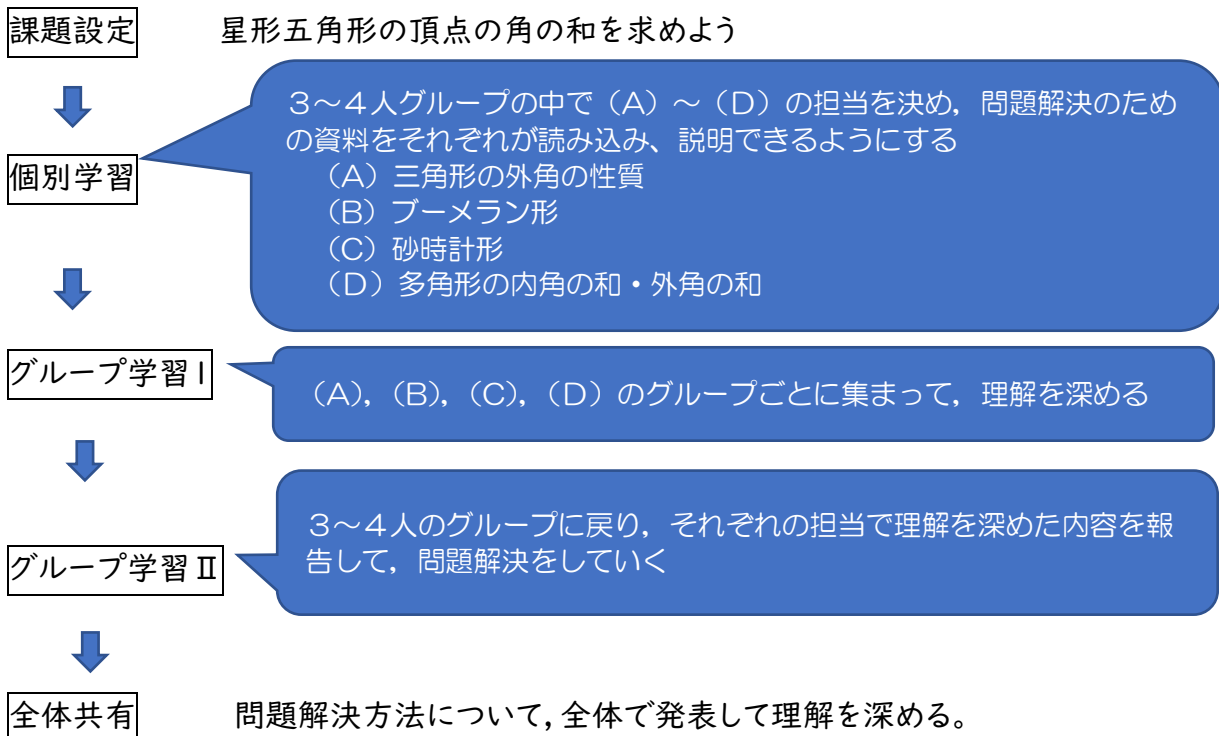 課題設定 星形五角形の頂点の角の和を求めよう
3~4人グループの中で(A)~(D)の担当を決め,問題解決のため
の資料をそれぞれが読み込み、説明できるようにする
個別学習
(A)三角形の外角の性質
(B)ブーメラン形
(C)砂時計形
(D)多角形の内角の和・外角の和
グループ学習Ⅰ
(A),(B),(C),(D)のグループごとに集まって,理解を深める
3~4人のグループに戻り,それぞれの担当で理解を深めた内容を報
告して,問題解決をしていく
グループ学習Ⅱ
全体共有 問題解決方法について,全体で発表して理解を深める。